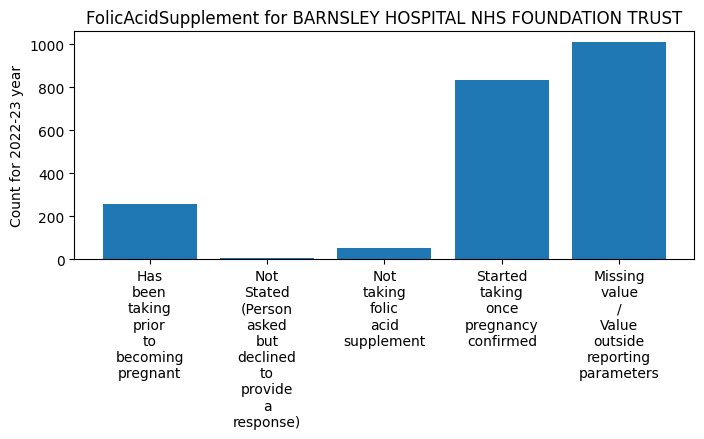 FolicAcidSupplement for BARNSLEY HOSPITAL NHS FOUNDATION TRUST
Count for 2022-23 year
1000
800
600
400
200
0
Has
been
taking
prior
to
becoming
pregnant
Not
Stated
(Person
asked
but
declined
to
provide
a
response)
Not
taking
folic
acid
supplement
Started
taking
once
pregnancy
confirmed
Missing
value
/
Value
outside
reporting
parameters